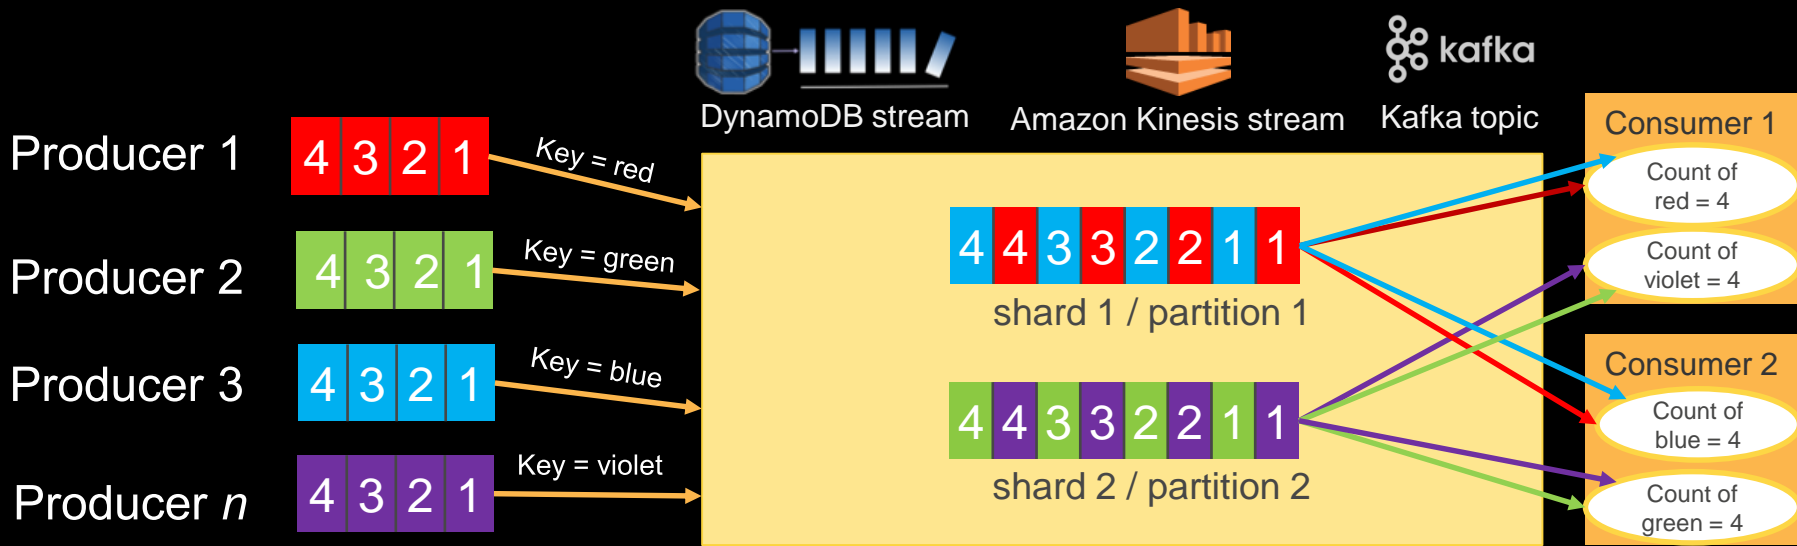 kafka
DynamoDB stream
Amazon Kinesis stream
Kafka topic
Producer 1
4 3 2 1
Key = red
Producer 2
4 3 2 1
Key = green
Producer 3
4 3 2 1
Key = blue
Producer n
4 3 2 1
Key = violet
4 4 3 3 2 2 1 1
shard 1 / partition 1
4 4 3 3 2 2 1 1
shard 2 / partition 2
Consumer 1
Count of
red = 4
Count of
violet = 4
Consumer 2
Count of
blue = 4
Count of
green = 4